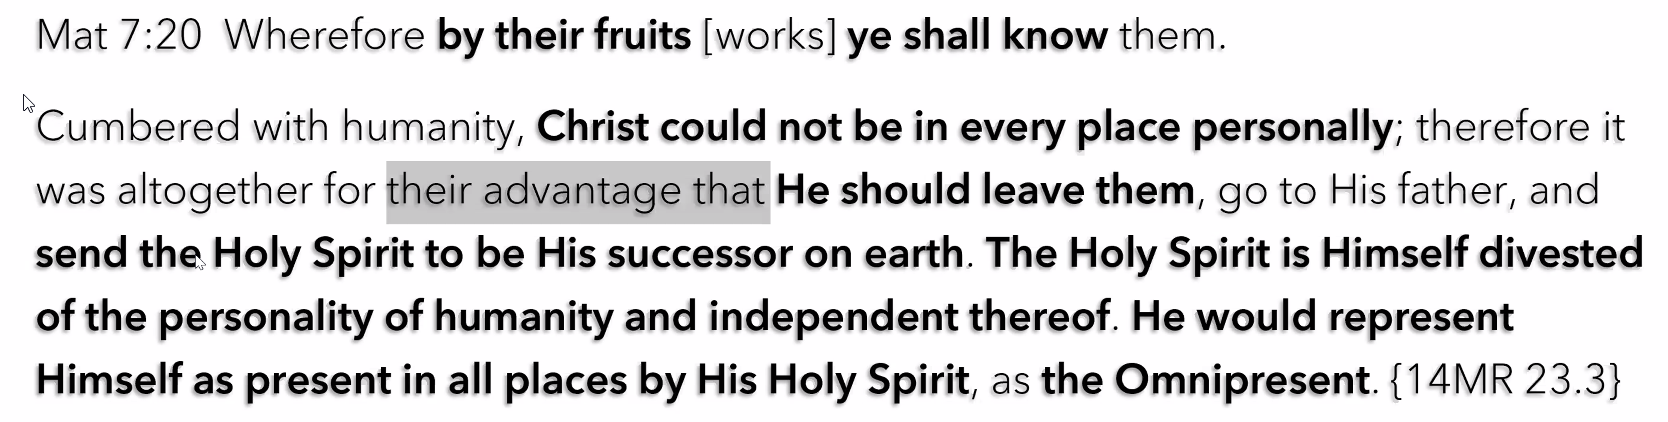 Mat 7:20  Wherefore by their fruits [works] ye shall know them.
Cumbered with humanity, Christ could not be in every place personally; therefore it
was altogether for their advantage that He should leave them, go to His father, and
send the Holy Spirit to be His successor on earth. The Holy Spirit is Himself divested
of the personality of humanity and independent thereof. He would represent
Himself as present in all places by His Holy Spirit, as the Omnipresent. {14MR 23.3}